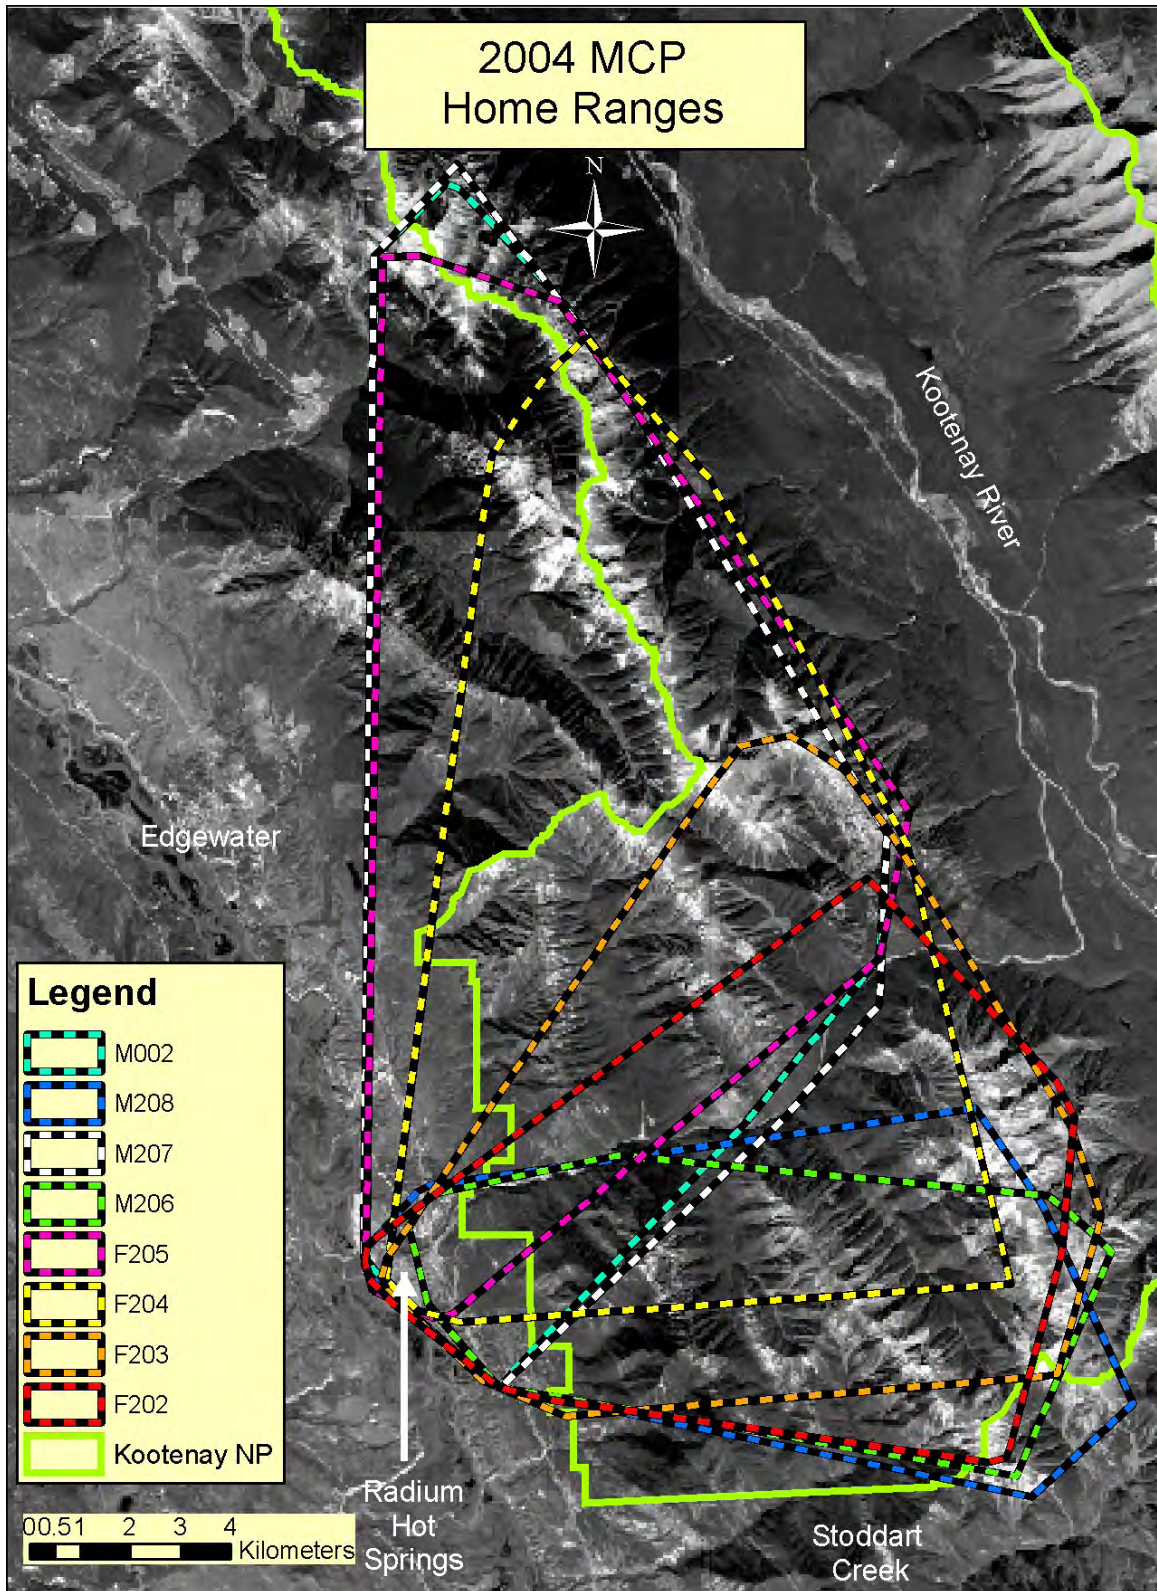 2004 MCP
Home Ranges
N
Kootenay River
Edgewater
Legend
M002
M208
M207
M206
F205
F204
F203
F202
Kootenay NP
00.51 2 3 4
Kilometers
Radium
Hot
Springs
Stoddart
Creek